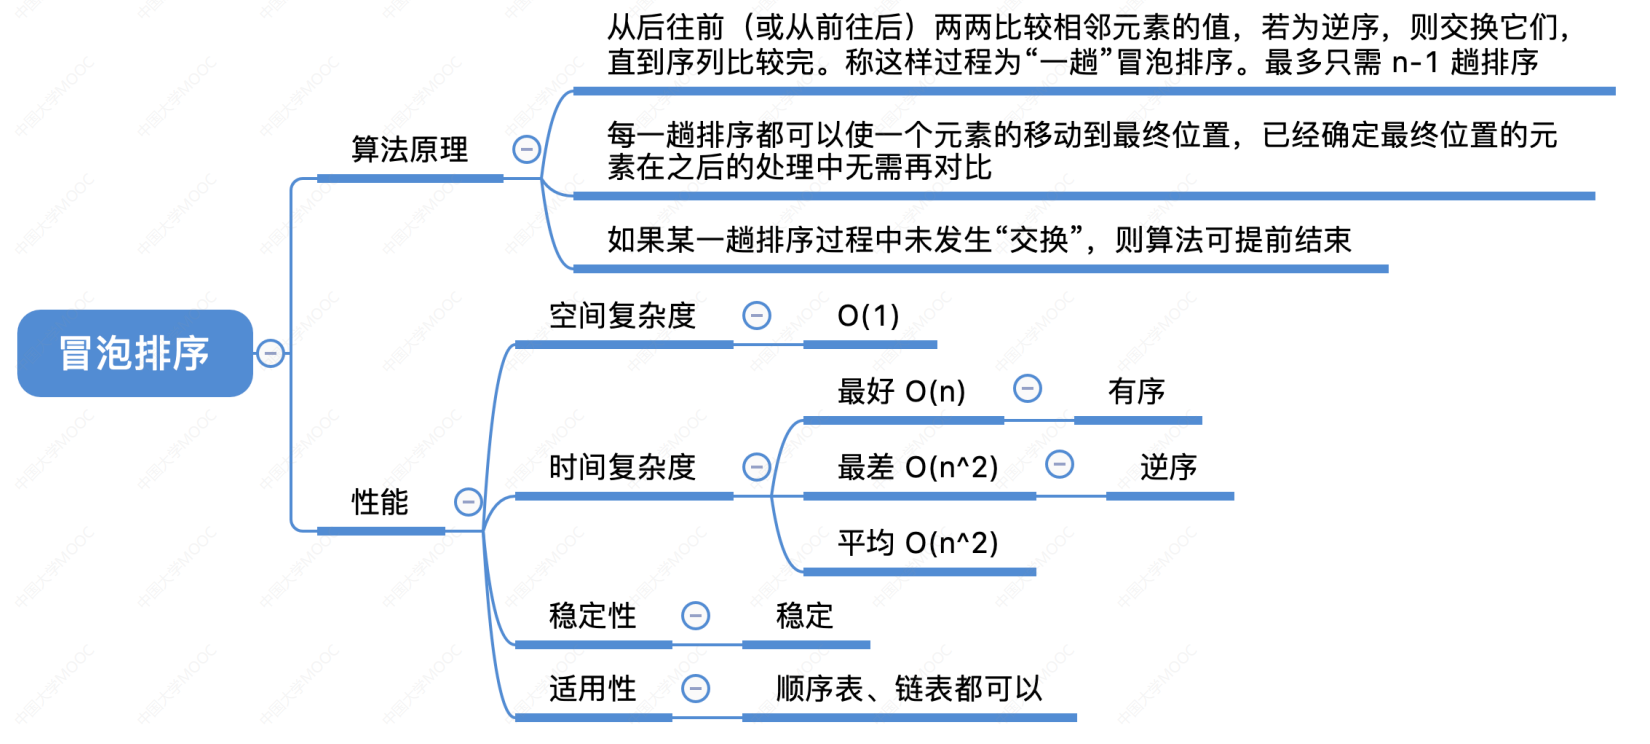 从后往前（或从前往后）两两比较相邻元素的值，若为逆序，则交换它们，
直到序列比较完。称这样过程为“一趟”冒泡排序。最多只需 n-1 趟排序
算法原理
每一趟排序都可以使一个元素的移动到最终位置，已经确定最终位置的元
素在之后的处理中无需再对比
如果某一趟排序过程中未发生“交换”，则算法可提前结束
冒泡排序
空间复杂度
O(1)
最好 O(n)
有序
时间复杂度
最差 O(n^2)
逆序
性能
平均 O(n^2)
稳定性
稳定
适用性
顺序表、链表都可以
中国大学MOOC